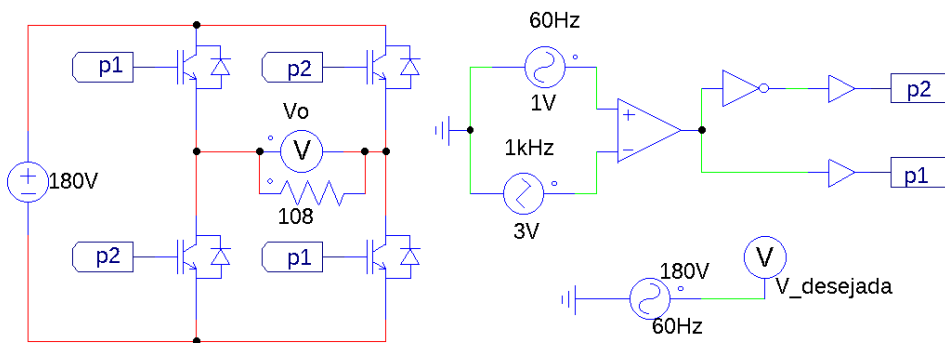 60Hz
p1
p2
p2
Vo
1V
+
V
1kHz
−
180V
p1
108
3V
p2
p1
180V
V
V_desejada
60Hz